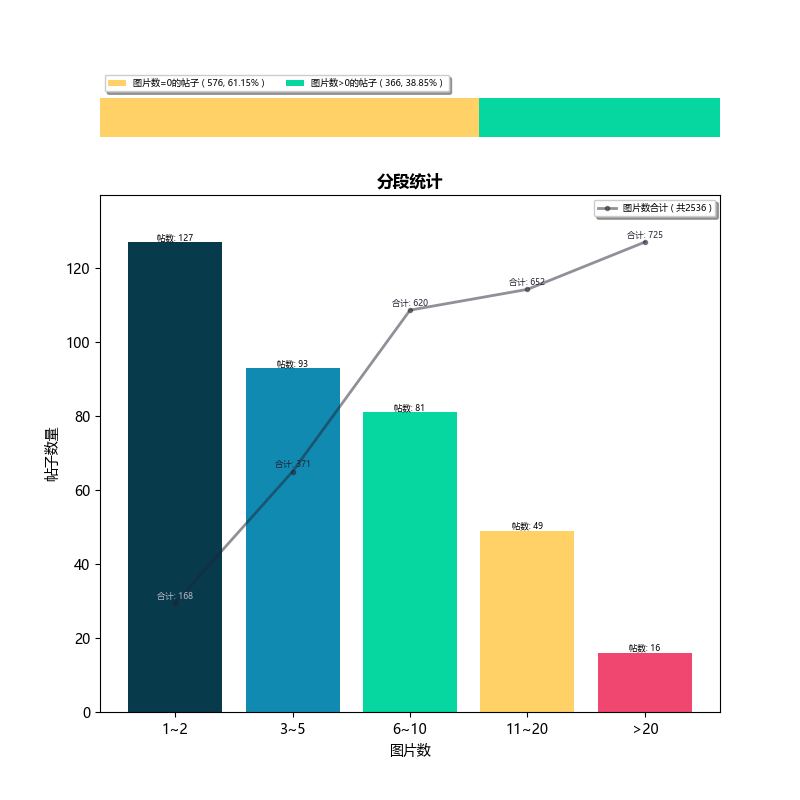 图片数=0的帖子 ( 576, 61.15% )
图片数>0的帖子 ( 366, 38.85% )
分段统计
图片数合计 ( 共2536 )
帖数: 127
帖数: 93
帖数: 81
帖数: 49
帖数: 16
合计: 168
合计: 371
合计: 620
合计: 652
合计: 725
帖子数量
120
100
80
60
40
20
0
1~2
3~5
6~10
11~20
>20
图片数